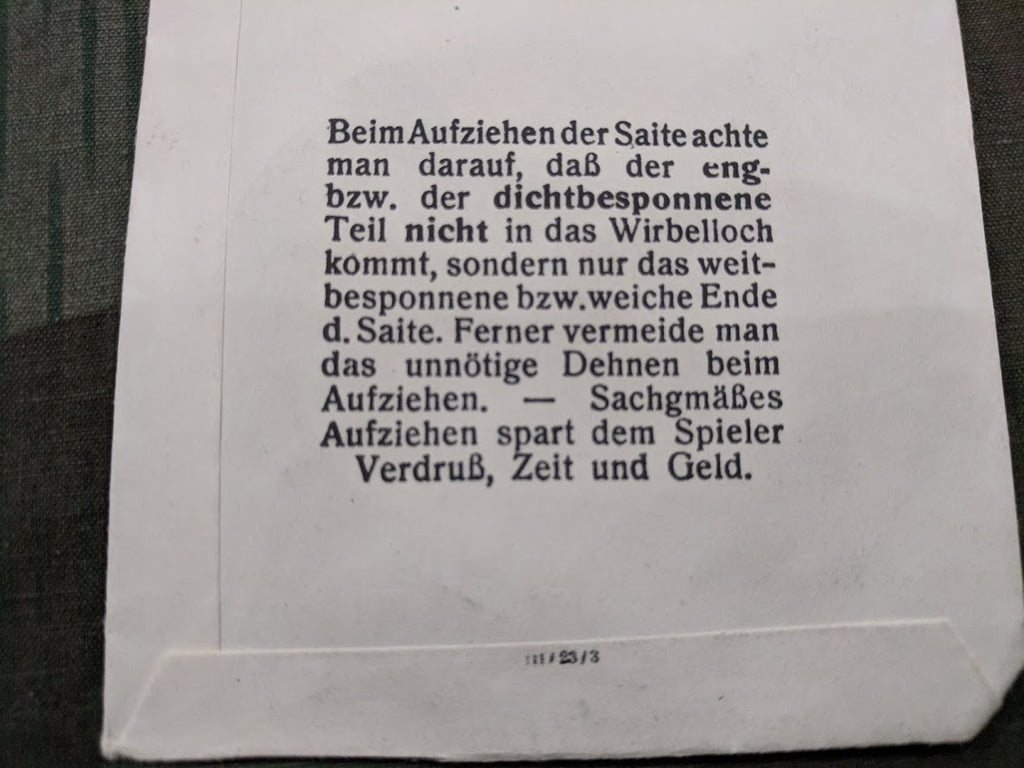 Beim Aufziehen der Saite achte
man darauf, daß der eng-
bzw. der dichtbesponnene
Teil nicht in das Wirbelloch
kommt, sondern nur das weit-
besponnene bzw. weiche Ende
d. Saite. Ferner vermeide man
das unnötige Dehnen beim
Aufziehen. — Sachgmäßes
Aufziehen spart dem Spieler
Verdruß, Zeit und Geld.
/23/3